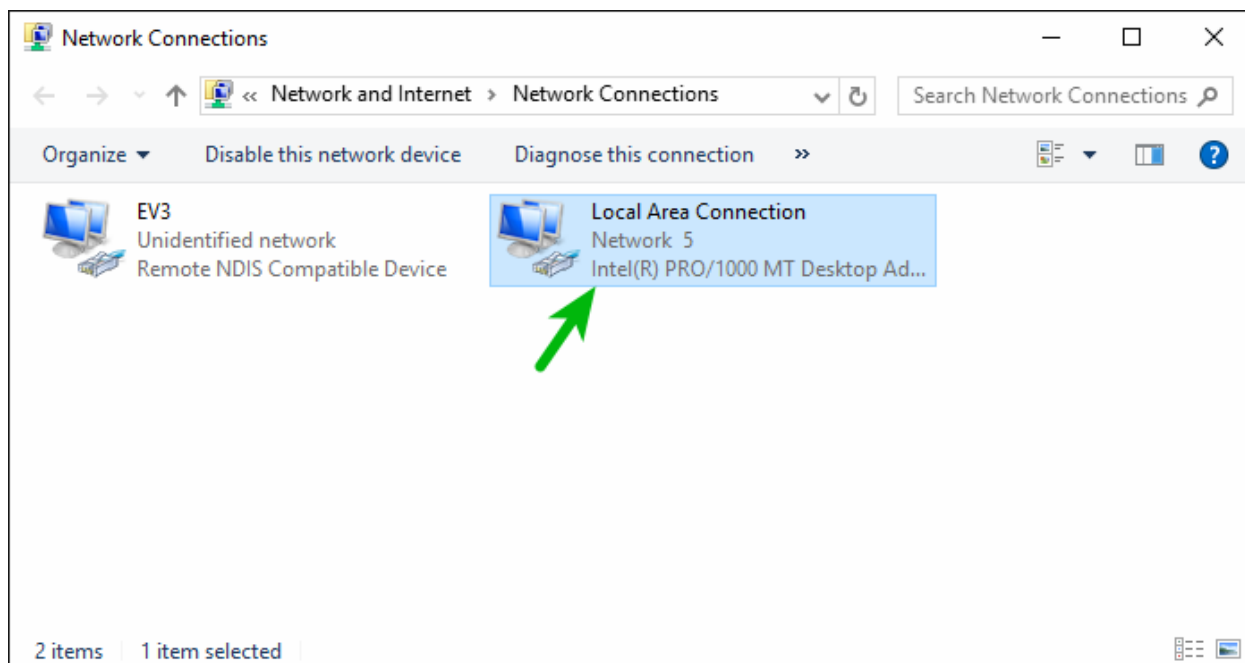 Network Connections
« Network and Internet > Network Connections
Search Network Connections
Organize Disable this network device Diagnose this connection »
EV3
Unidentified network
Remote NDIS Compatible Device
Local Area Connection
Network 5
Intel(R) PRO/1000 MT Desktop Ad...
2 items 1 item selected